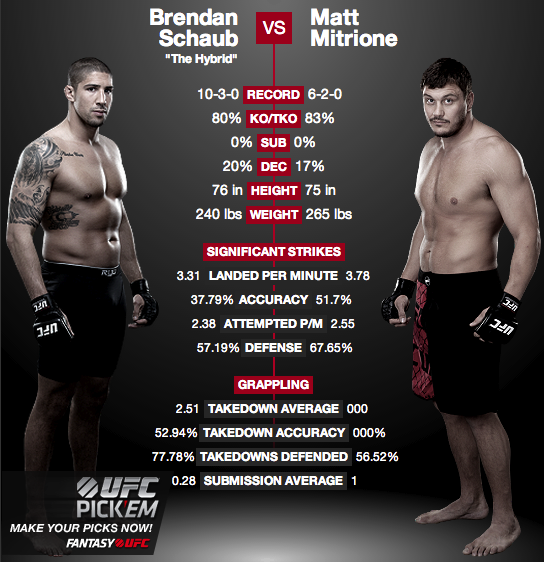 Brendan Schaub
VS
Matt Mitrione
"The Hybrid"
10-3-0 RECORD 6-2-0
80% KO/TKO 83%
0% SUB 0%
20% DEC 17%
76 in HEIGHT 75 in
240 lbs WEIGHT 265 lbs
SIGNIFICANT STRIKES
3.31 LANDED PER MINUTE 3.78
37.79% ACCURACY 51.7%
2.38 ATTEMPTED P/M 2.55
57.19% DEFENSE 67.65%
GRAPPLING
2.51 TAKEDOWN AVERAGE 000
52.94% TAKEDOWN ACCURACY 000%
77.78% TAKEDOWNS DEFENDED 56.52%
0.28 SUBMISSION AVERAGE 1
UFC
UFC
UFC
UFC
UFC
PICK'EM
MAKE YOUR PICKS NOW!
FANTASY UFC